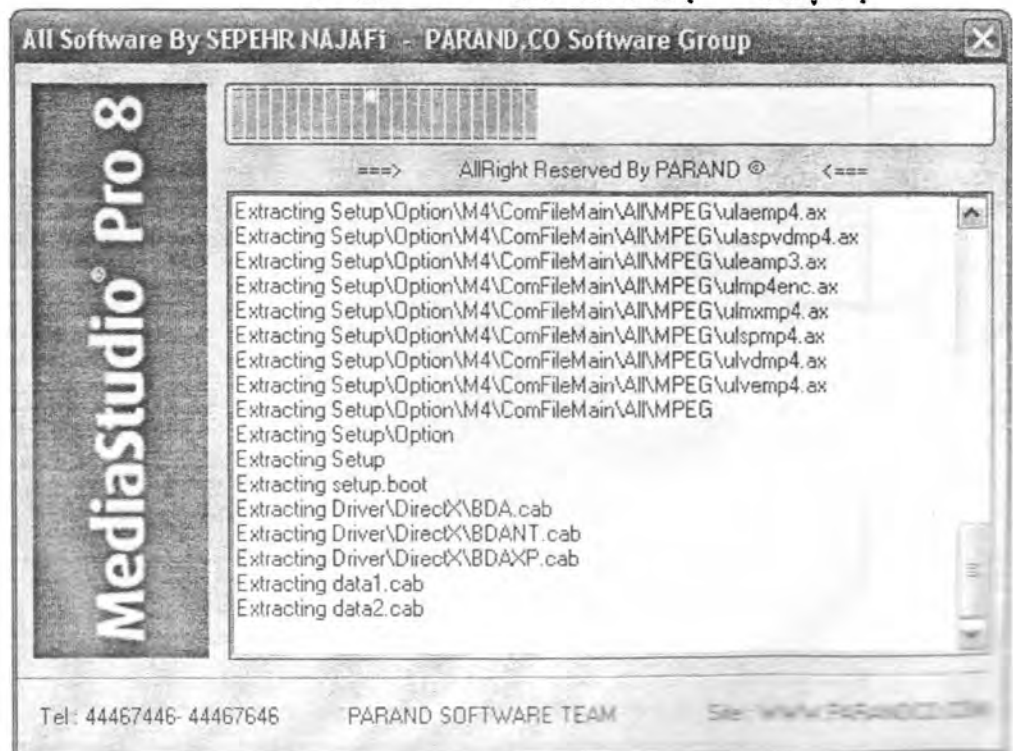 All Software By SEPEHR NAJAFi - PARAND.CO Software Group
MediaStudio® Pro 8
===> AllRight Reserved By PARAND ® <===
Extracting Setup\Option\M4\ComFileMain\All\MPEG\ulaemp4.ax
Extracting Setup\Option\M4\ComFileMain\All\MPEG\ulaspvdmp4.ax
Extracting Setup\Option\M4\ComFileMain\All\MPEG\uleamp3.ax
Extracting Setup\Option\M4\ComFileMain\All\MPEG\ulmp4enc.ax
Extracting Setup\Option\M4\ComFileMain\All\MPEG\ulmxmp4.ax
Extracting Setup\Option\M4\ComFileMain\All\MPEG\ulspmp4.ax
Extracting Setup\Option\M4\ComFileMain\All\MPEG\ulvdmp4.ax
Extracting Setup\Option\M4\ComFileMain\All\MPEG\ulvemp4.ax
Extracting Setup\Option\M4\ComFileMain\All\MPEG
Extracting Setup\Option
Extracting Setup
Extracting setup.boot
Extracting Driver\DirectX\BDA.cab
Extracting Driver\DirectX\BDANT.cab
Extracting Driver\DirectX\BDAXP.cab
Extracting data1.cab
Extracting data2.cab
Tel: 44467446- 44467646 PARAND SOFTWARE TEAM Site: WWW.PARANDCD.COM